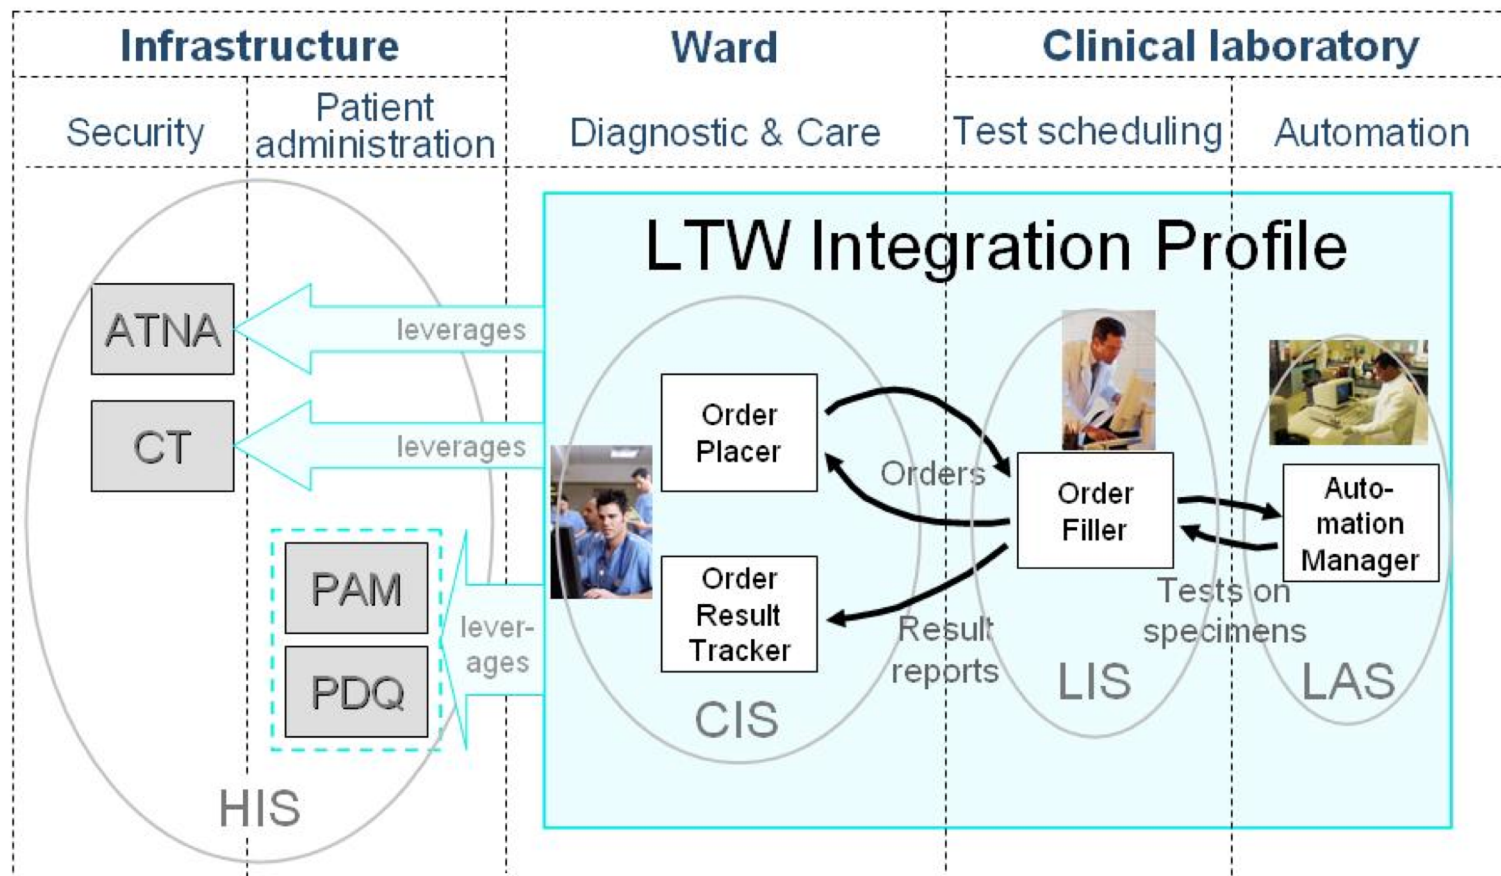 Infrastructure
Ward
Clinical laboratory
Security
Patient
administration
Diagnostic & Care
Test scheduling
Automation
LTW Integration Profile
ATNA
leverages
CT
leverages
PAM
PDQ
lever-
ages
HIS
Order
Placer
Orders
Order
Result
Tracker
Result
reports
CIS
Order
Filler
Tests on
specimens
LIS
Auto-
mation
Manager
LAS